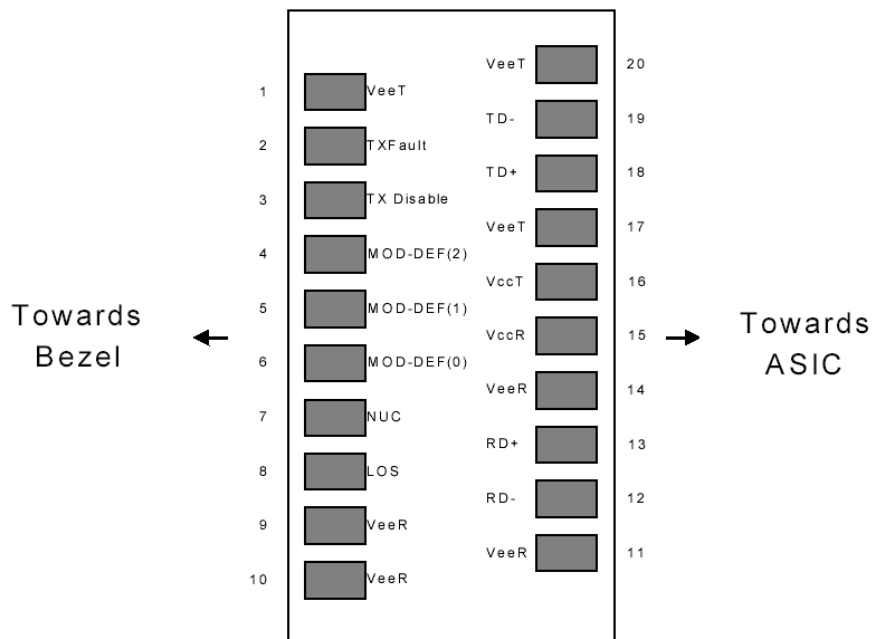 VeeT 20
1 VeeT
TD- 19
2 TXFault
TD+ 18
3 TX Disable
VeeT 17
4 MOD-DEF(2)
VccT 16
5 MOD-DEF(1)
VccR 15
6 MOD-DEF(0)
VeeR 14
7 NUC
RD+ 13
8 LOS
RD- 12
9 VeeR
VeeR 11
10 VeeR
Towards
Bezel
Towards
ASIC